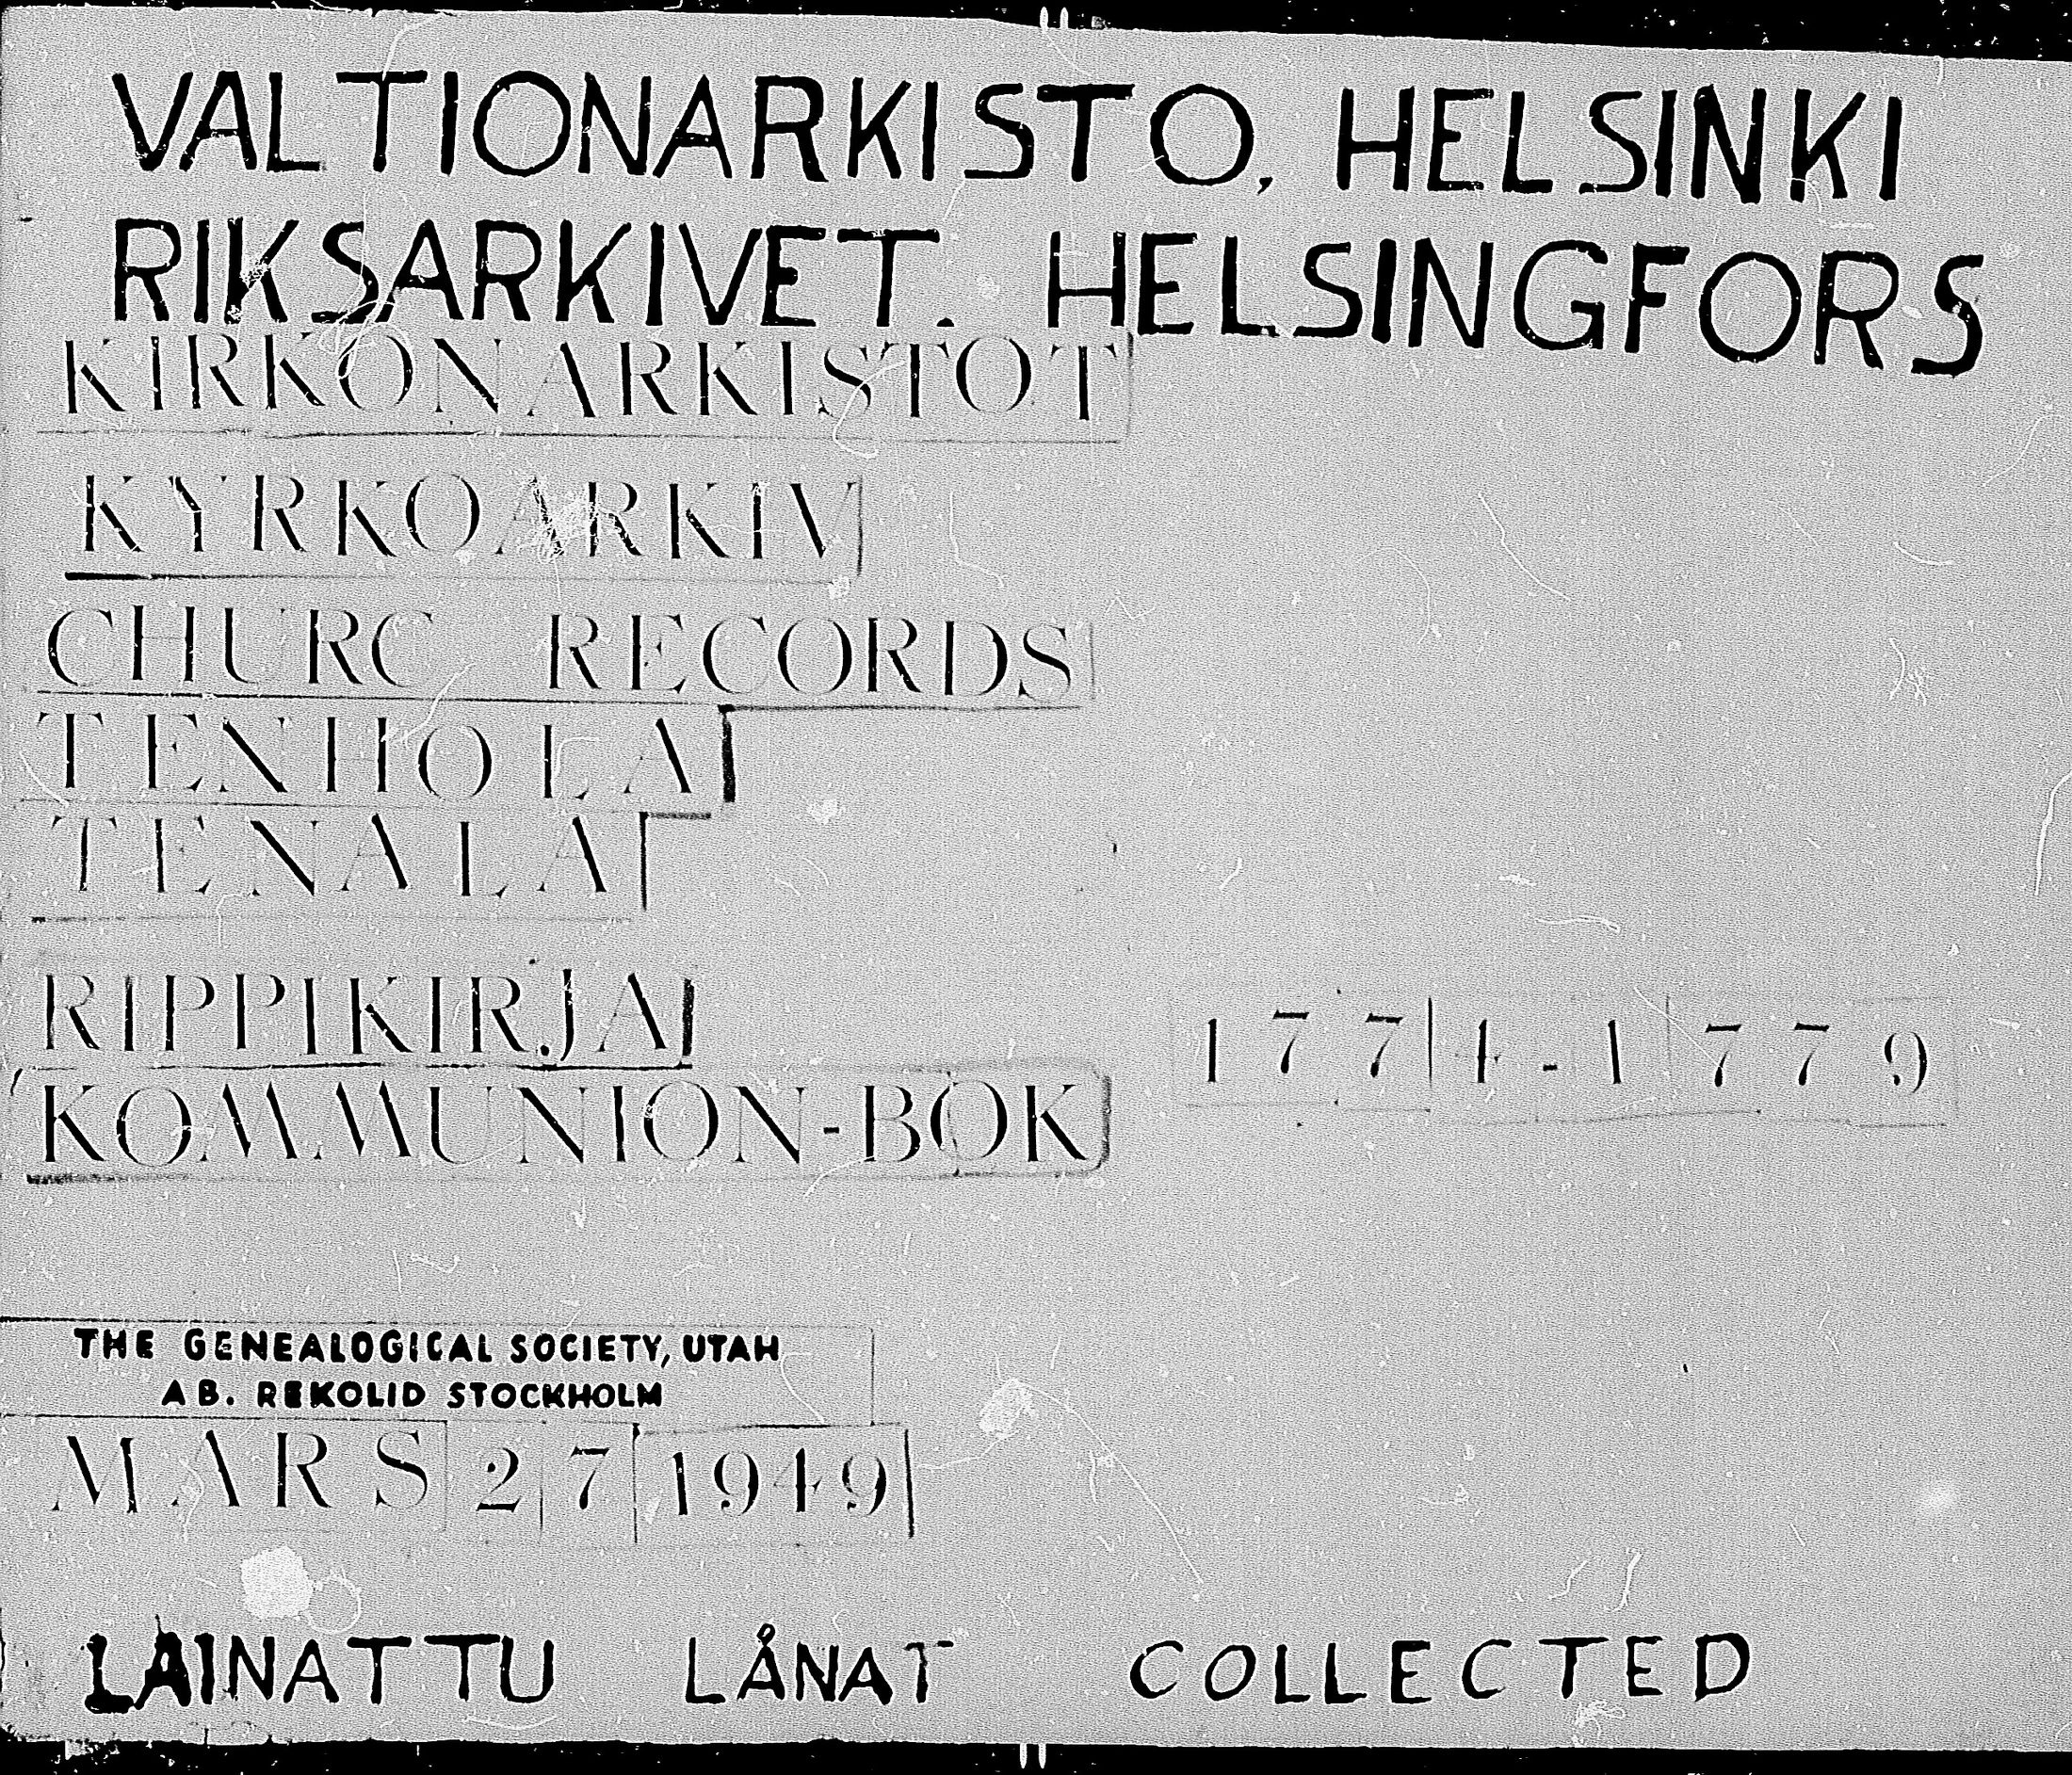 VALTIONARKISTO, HELSINKI
RIKSARKIVET. HELSINGFORS
KIRKONARKISTOT
KYRKOARKIV
CHURC RECORDS
TENHOLA
TENALA
RIPPIKIRJA
KOMMUNION-BOK 1774-1779
THE GENEALOGICAL SOCIETY, UTAH
AB. REKOLID STOCKHOLM
MARS 27 1949
LAINATTU LÅNAT COLLECTED